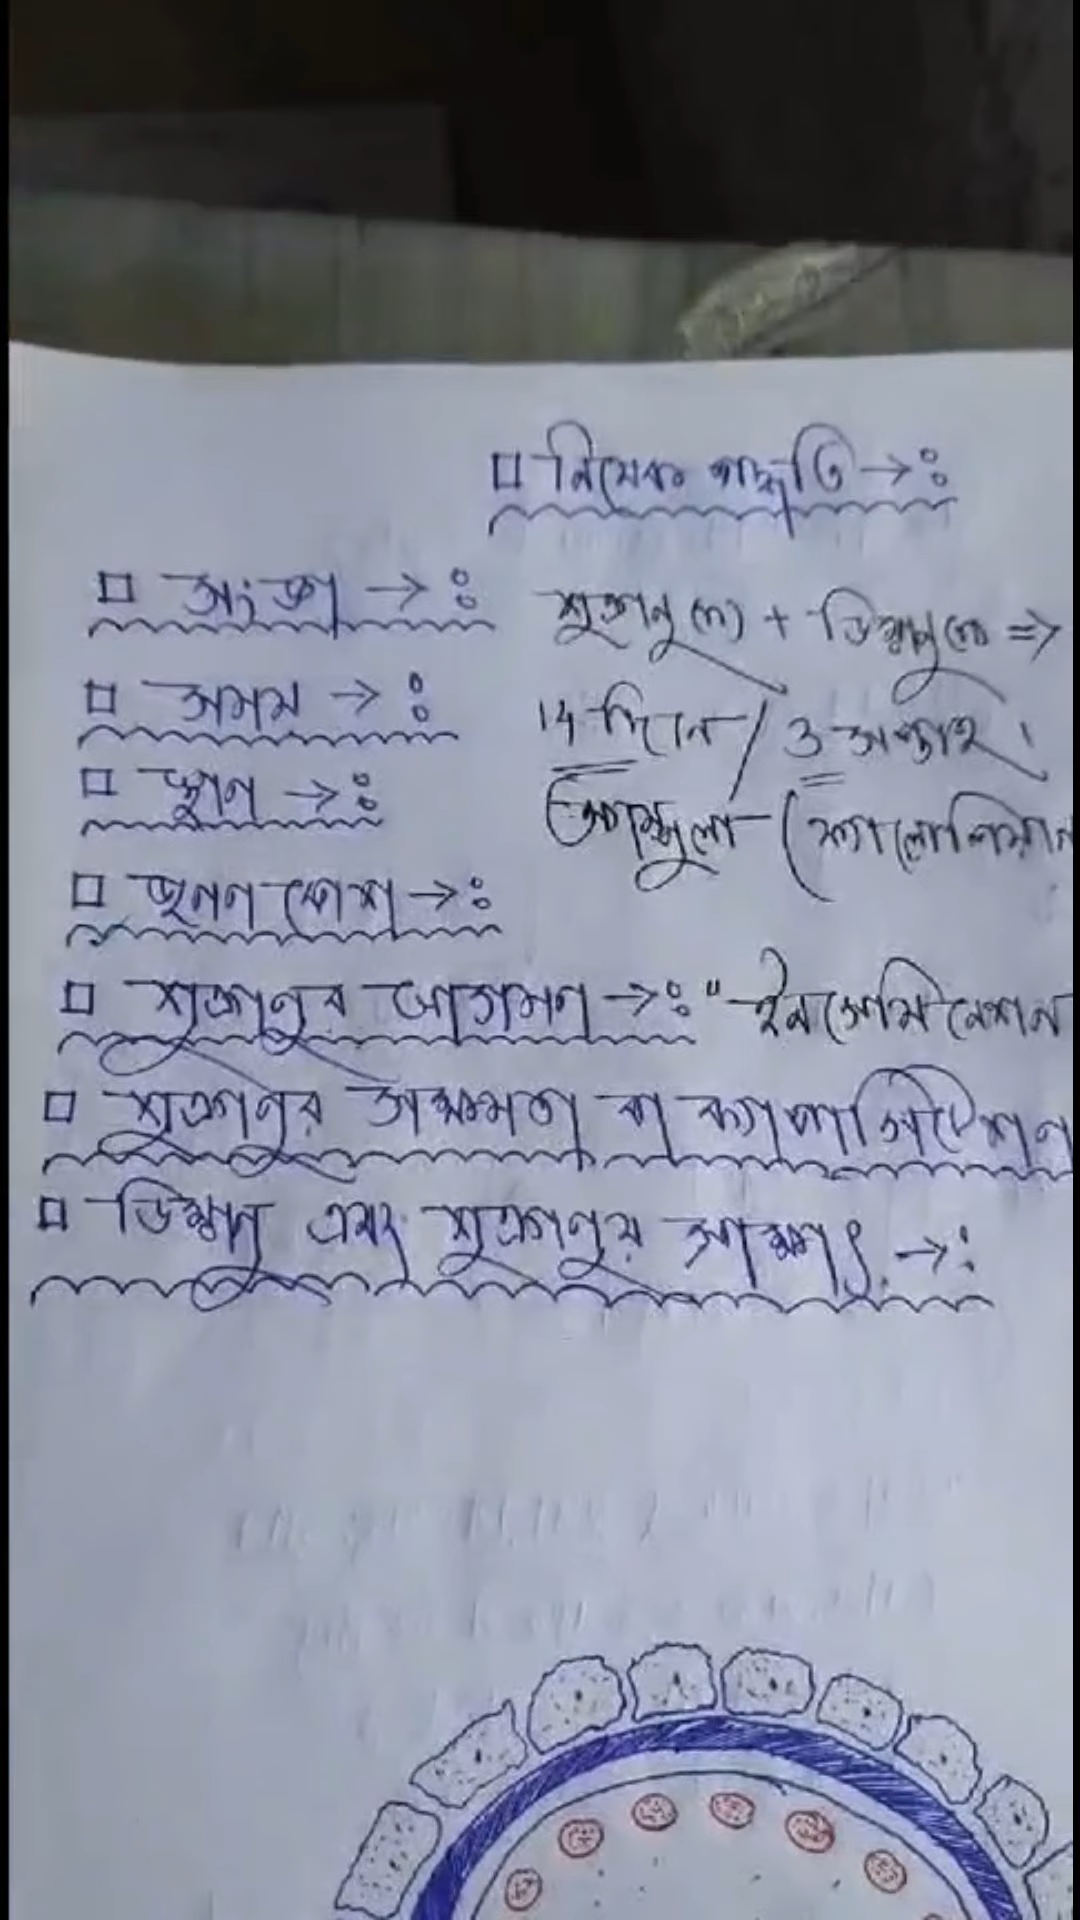 □ নিষেক পদ্ধতি →:
□ সংজ্ঞা →: শুক্রাণু (n) + ডিম্বাণু ⇒
□ সময় →: 14 দিনে / 3 সপ্তাহ।
□ স্থান →: অ্যাম্পুলা (ফ্যালোপিয়ান
□ জনন কোশ →:
□ শুক্রাণুর আগমন →: " ইনসেমিনেশন
□ শুক্রাণুর সক্ষমতা বা ক্যাপাসিটেশন
□ ডিম্বাণু এবং শুক্রাণুর সাক্ষাৎ →: